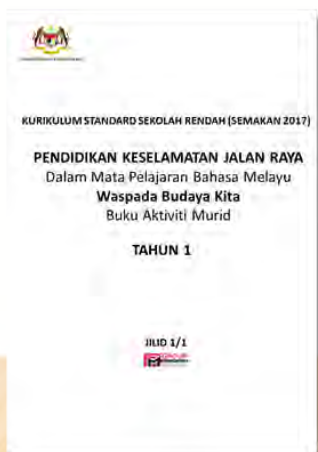 KURIKULUM STANDARD SEKOLAH RENDAH (SEMAKAN 2017)
PENDIDIKAN KESELAMATAN JALAN RAYA
Dalam Mata Pelajaran Bahasa Melayu
Waspada Budaya Kita
Buku Aktiviti Murid
TAHUN 1
JILID 1/1